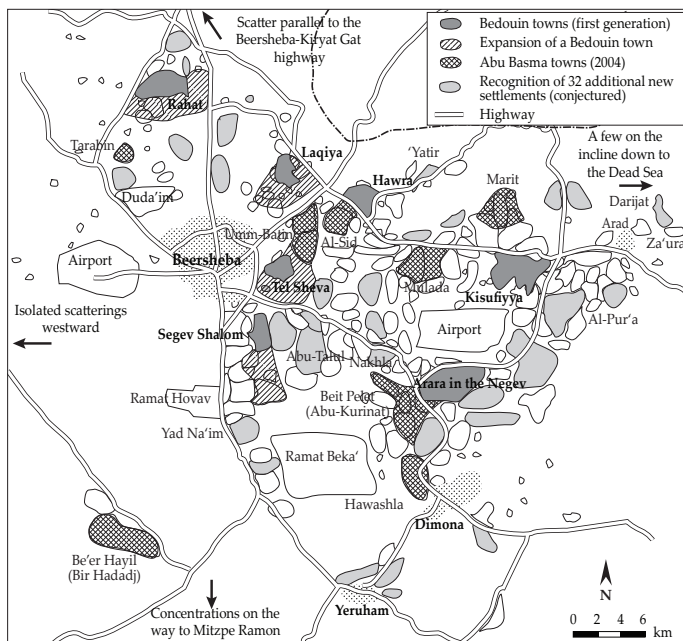 Scatter parallel to the
Beersheba-Kiryat Gat
highway
Bedouin towns (first generation)
Expansion of a Bedouin town
Abu Basma towns (2004)
Recognition of 32 additional new
settlements (conjectured)
Highway
A few on the
incline down to
the Dead Sea
Rahat
Tarabin
Laqiya
'Yatir
Hawra
Marit
Darijat
Duda'im
Arad
Umm-Batin
Al-Sid
Za'ura
Airport
Beersheba
Mulada
Tel Sheva
Kisufiyya
Isolated scatterings
westward
Airport
Al-Pur'a
Segev Shalom
Abu-Talul
Nakhla
Arara in the Negev
Ramat Hovav
Beit Pelet
(Abu-Kurinat)
Yad Na'im
Ramat Beka'
Hawashla
Dimona
Be'er Hayil
(Bir Hadadj)
Concentrations on the
way to Mitzpe Ramon
Yeruham
N
0 2 4 6
km